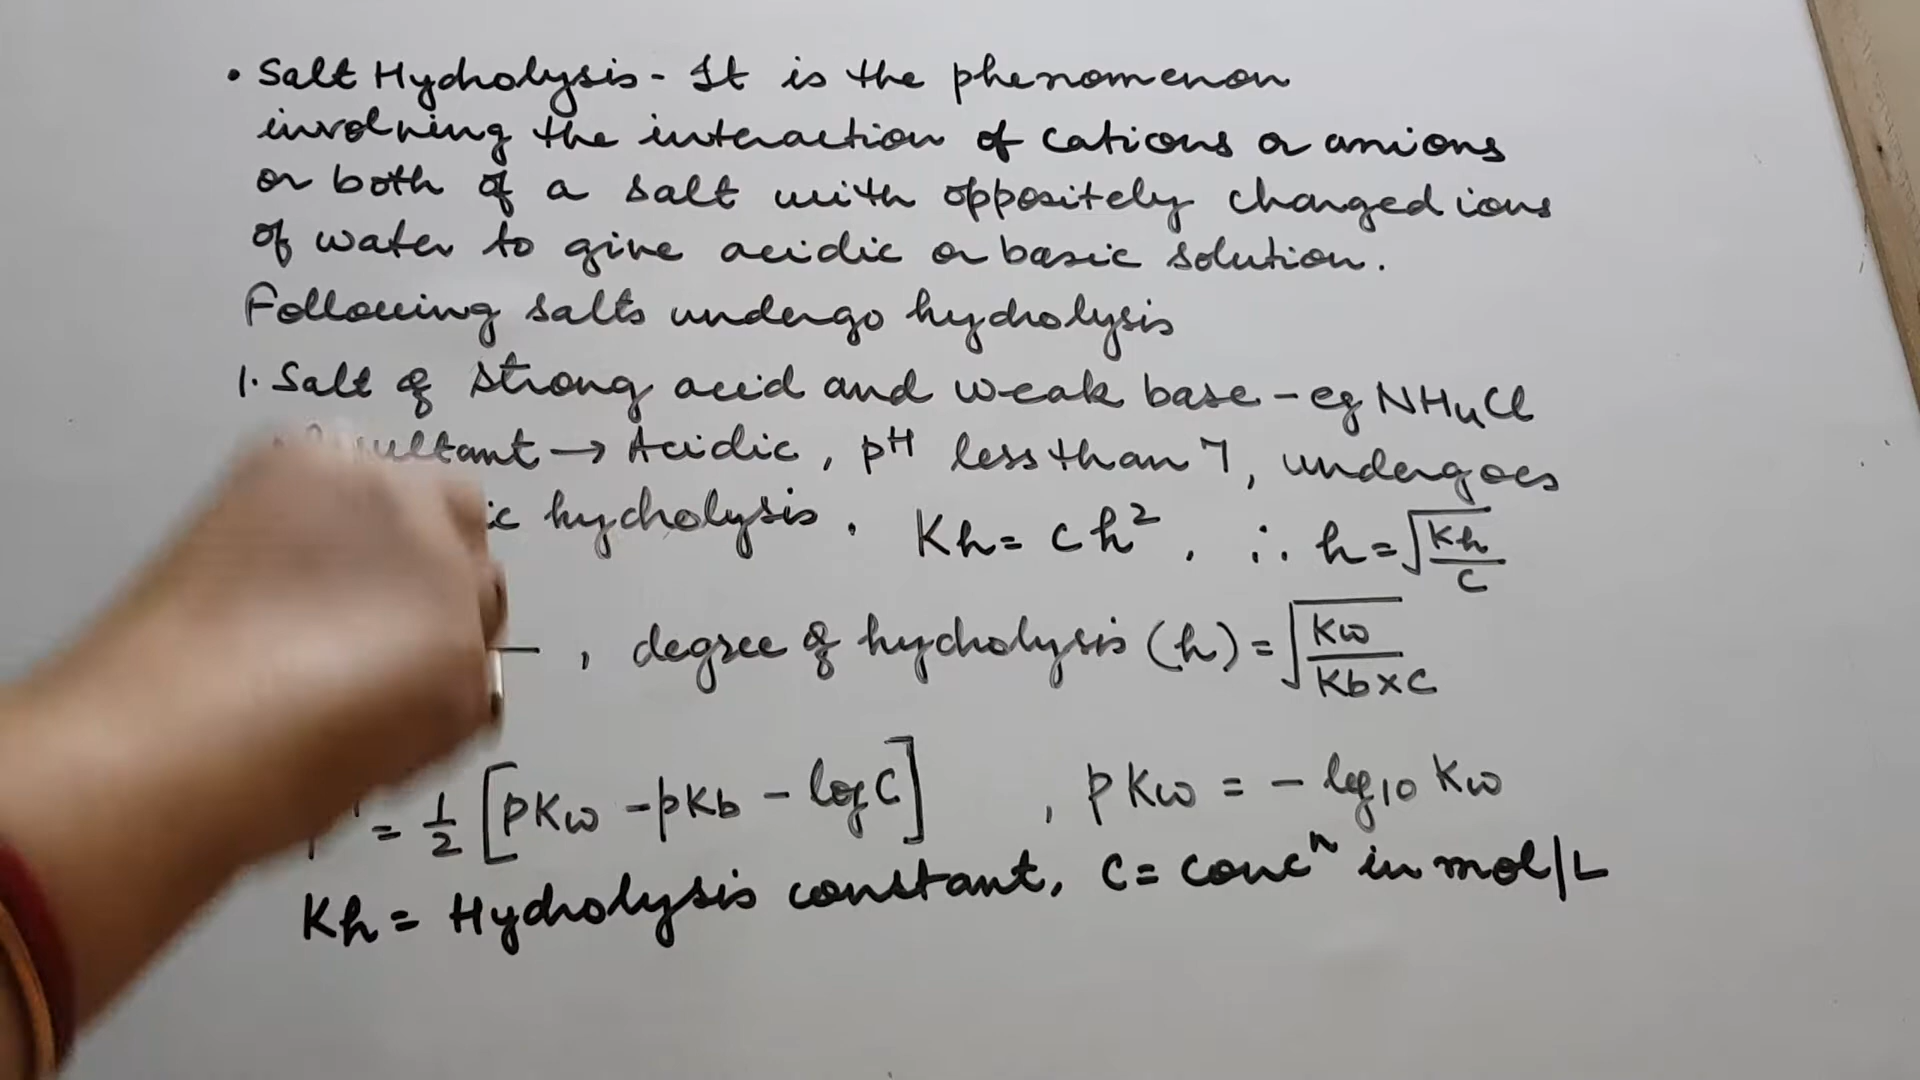 • Salt Hydrolysis - It is the phenomenon
involving the interaction of cations or anions
or both of a salt with oppositely charged ions
of water to give acidic or basic solution.
Following salts undergo hydrolysis
1. Salt of strong acid and weak base - eg NH4Cl
→ Acidic, pH less than 7, undergoes
hydrolysis. Kh = ch², ∴ h = √(Kh/C)
, degree of hydrolysis (h) = √(Kw/(Kb×C))
= 1/2 [pKw - pKb - log C] , pKw = - log10 Kw
Kh = Hydrolysis constant, C = concⁿ in mol/L